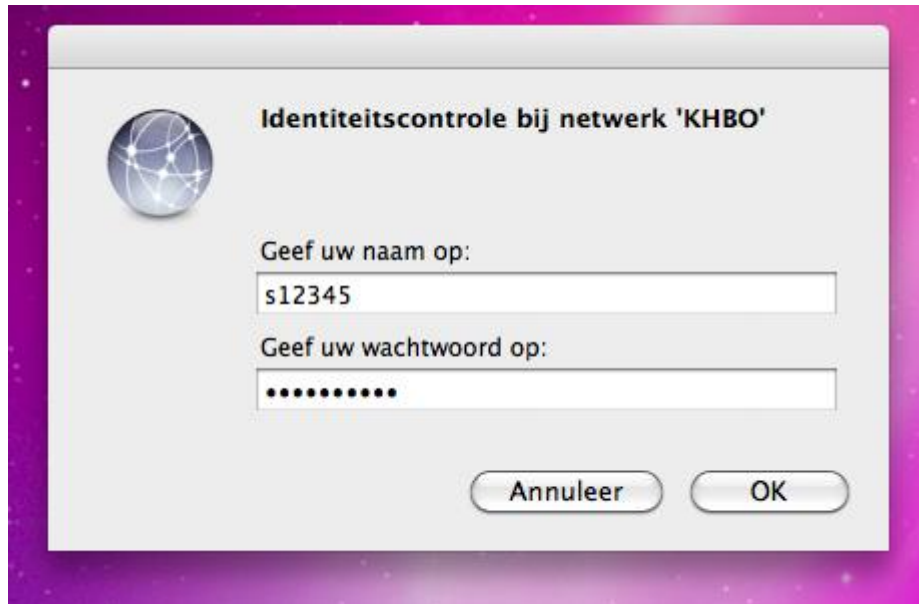 Identiteitscontrole bij netwerk 'KHBO'
Geef uw naam op:
s12345
Geef uw wachtwoord op:
••••••••••
Annuleer OK